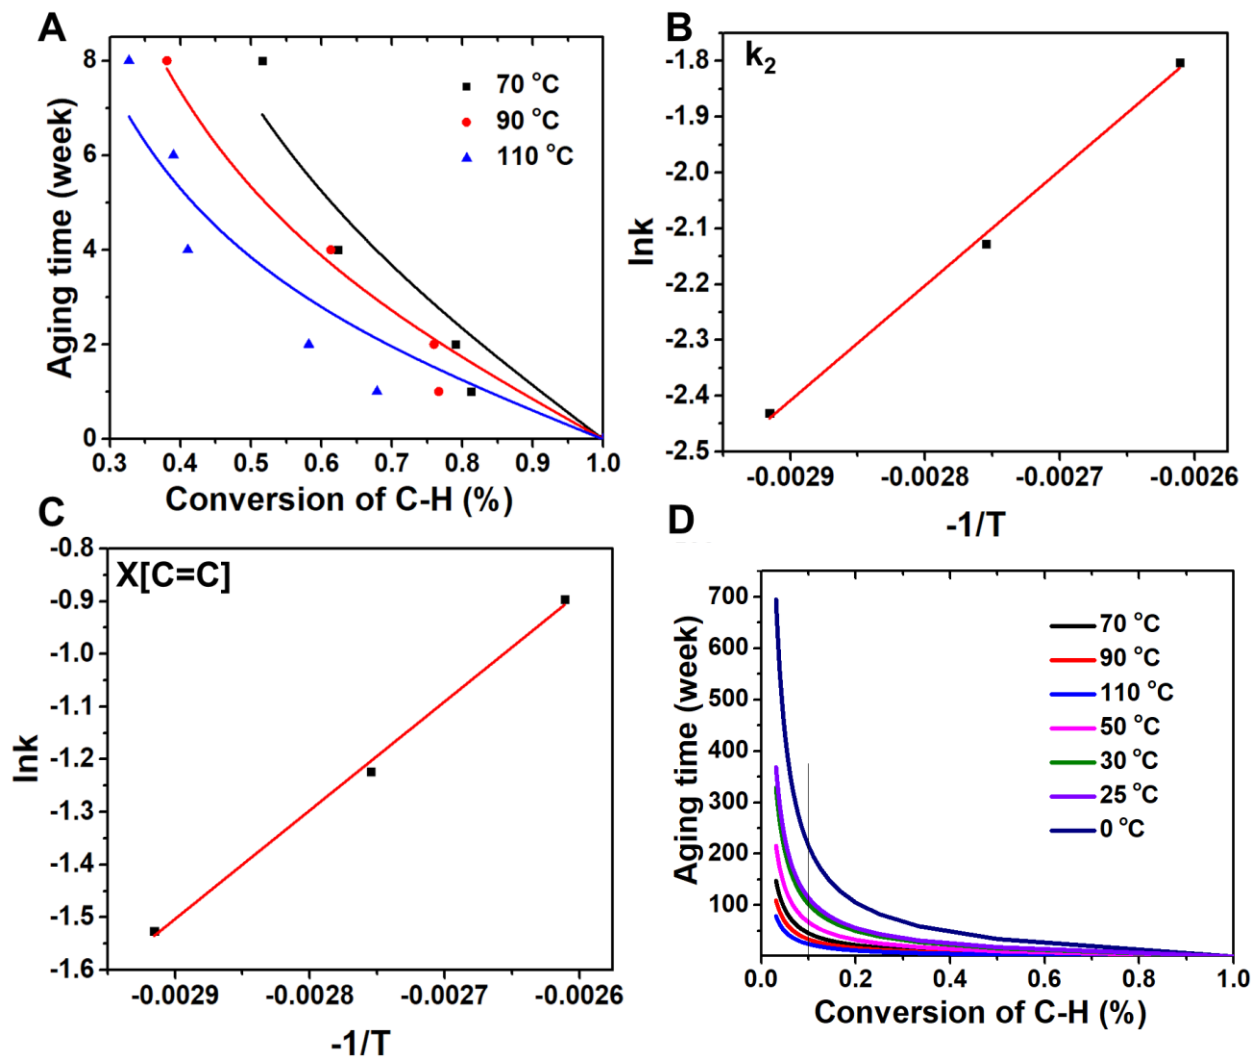 A
Aging time (week)
8
6
4
2
0
70 °C
90 °C
110 °C
0.3 0.4 0.5 0.6 0.7 0.8 0.9 1.0
Conversion of C-H (%)
B
k2
lnk
-1.8
-1.9
-2.0
-2.1
-2.2
-2.3
-2.4
-2.5
-0.0029 -0.0028 -0.0027 -0.0026
-1/T
C
X[C=C]
lnk
-0.8
-0.9
-1.0
-1.1
-1.2
-1.3
-1.4
-1.5
-1.6
-0.0029 -0.0028 -0.0027 -0.0026
-1/T
D
Aging time (week)
700
600
500
400
300
200
100
70 °C
90 °C
110 °C
50 °C
30 °C
25 °C
0 °C
0.0 0.2 0.4 0.6 0.8 1.0
Conversion of C-H (%)